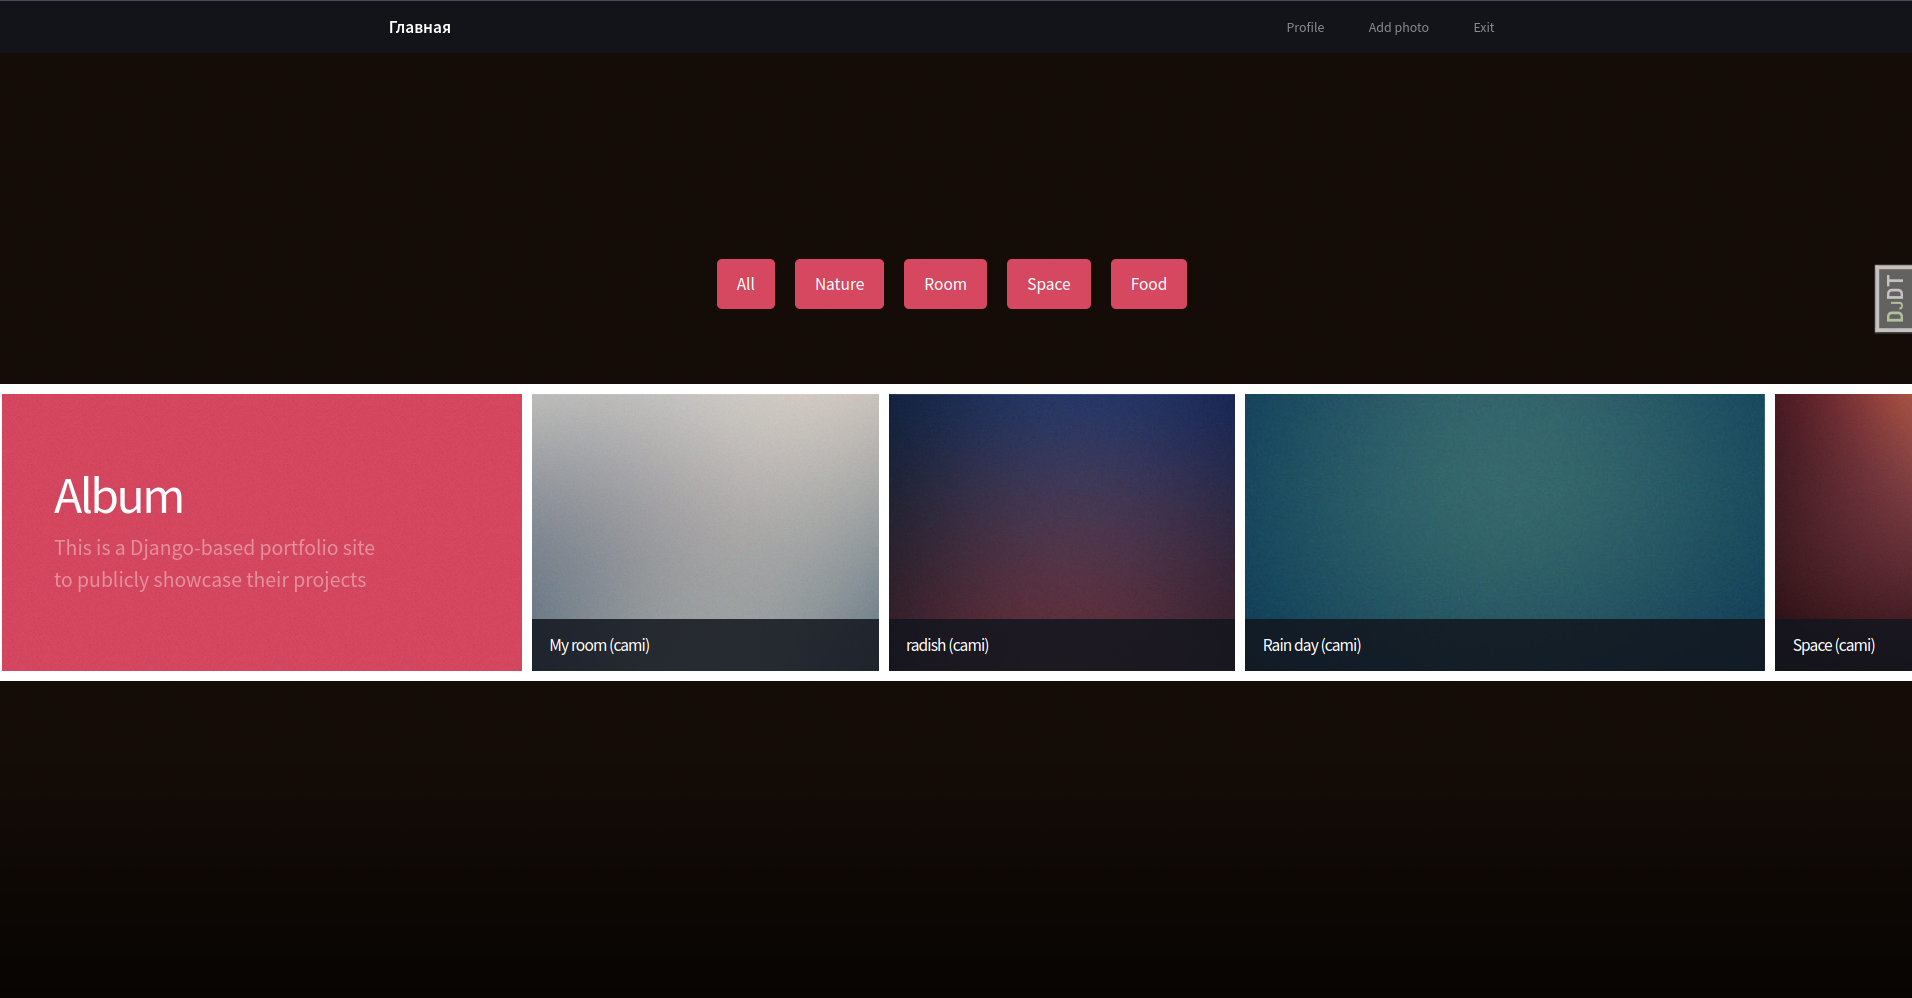 Главная
Profile
Add photo
Exit
All
Nature
Room
Space
Food
DJDT
Album
This is a Django-based portfolio site
to publicly showcase their projects
My room (cami)
radish (cami)
Rain day (cami)
Space (cami)